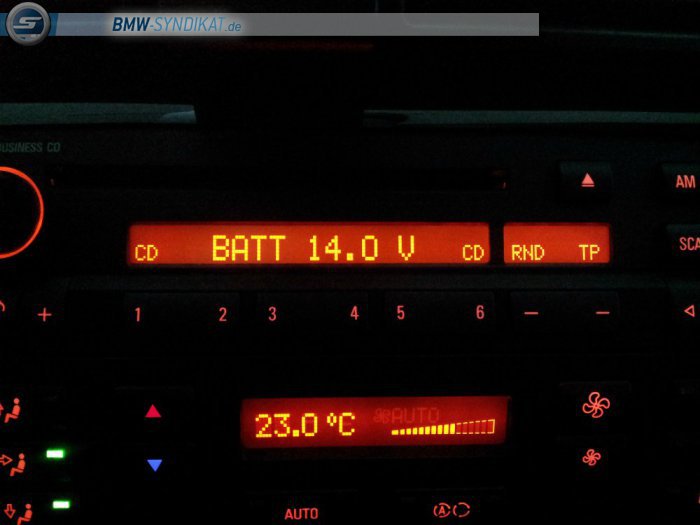 BMW-SYNDIKAT.de
BUSINESS CD
AM
CD BATT 14.0 V CD RND TP
SCA
+ 1 2 3 4 5 6 — —
23.0 °C AUTO
AUTO A